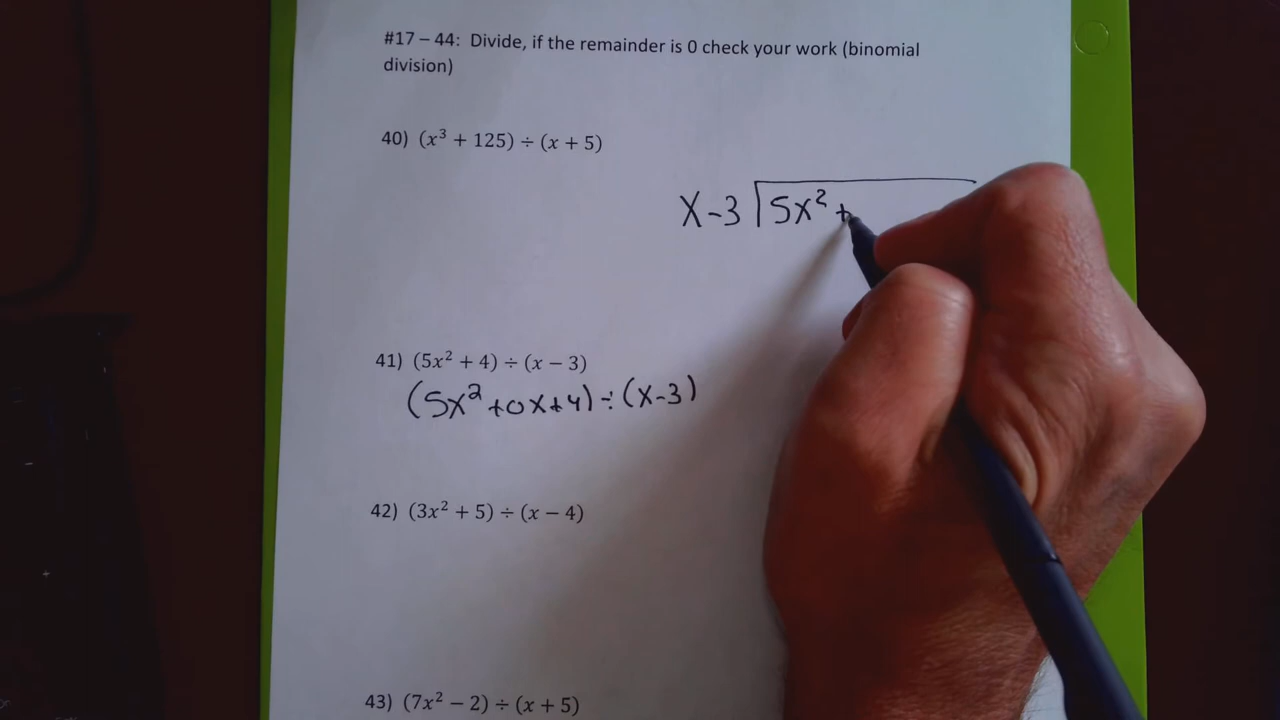 #17 – 44: Divide, if the remainder is 0 check your work (binomial
division)
40) (x³ + 125) ÷ (x + 5)
x-3 5x² +
41) (5x² + 4) ÷ (x − 3)
(5x²+0x+4)÷(x-3)
42) (3x² + 5) ÷ (x − 4)
43) (7x² − 2) ÷ (x + 5)